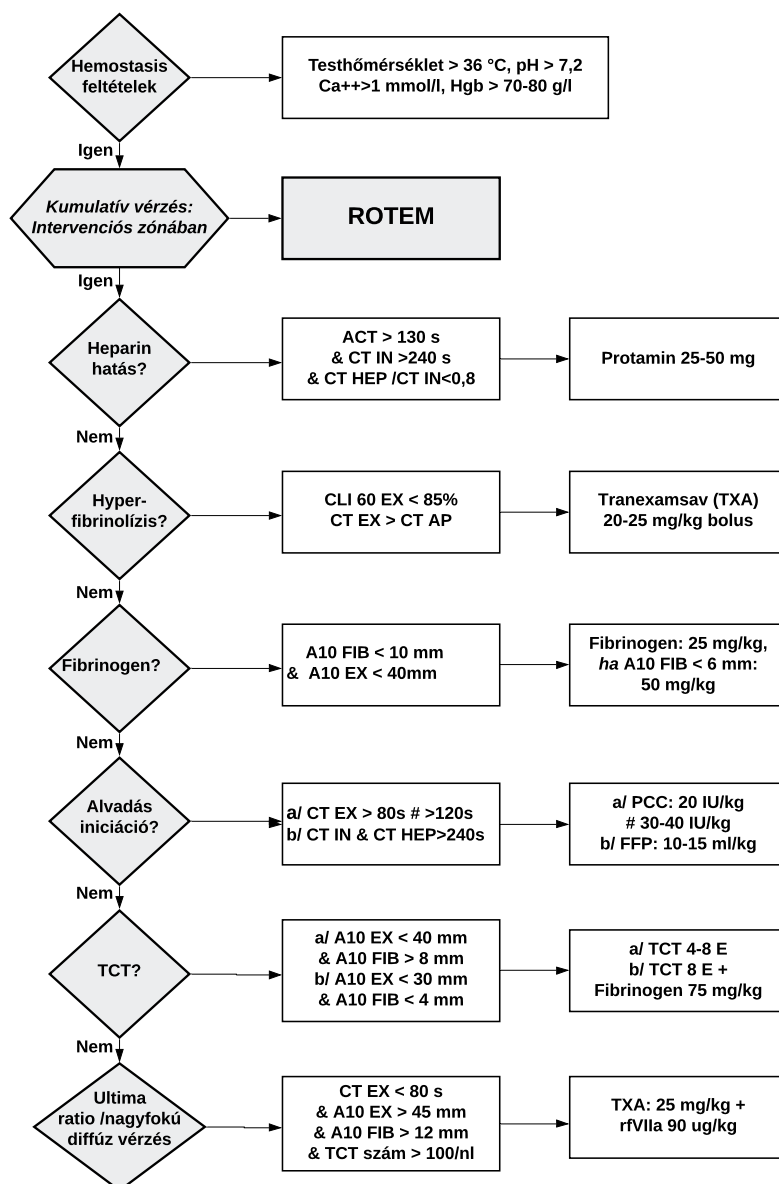 Hemostasis
feltételek
Testhőmérséklet > 36 °C, pH > 7,2
Ca++>1 mmol/l, Hgb > 70-80 g/l
Igen
Kumulatív vérzés:
Intervenciós zónában
ROTEM
Igen
Heparin
hatás?
ACT > 130 s
& CT IN >240 s
& CT HEP /CT IN<0,8
Protamin 25-50 mg
Nem
Hyper-
fibrinolízis?
CLI 60 EX < 85%
CT EX > CT AP
Tranexamsav (TXA)
20-25 mg/kg bolus
Nem
Fibrinogen?
A10 FIB < 10 mm
& A10 EX < 40mm
Fibrinogen: 25 mg/kg,
ha A10 FIB < 6 mm:
50 mg/kg
Nem
Alvadás
iniciáció?
a/ CT EX > 80s # >120s
b/ CT IN & CT HEP>240s
a/ PCC: 20 IU/kg
# 30-40 IU/kg
b/ FFP: 10-15 ml/kg
Nem
TCT?
a/ A10 EX < 40 mm
& A10 FIB > 8 mm
b/ A10 EX < 30 mm
& A10 FIB < 4 mm
a/ TCT 4-8 E
b/ TCT 8 E +
Fibrinogen 75 mg/kg
Nem
Ultima
ratio /nagyfokú
diffúz vérzés
CT EX < 80 s
& A10 EX > 45 mm
& A10 FIB > 12 mm
& TCT szám > 100/nl
TXA: 25 mg/kg +
rfVIIa 90 ug/kg